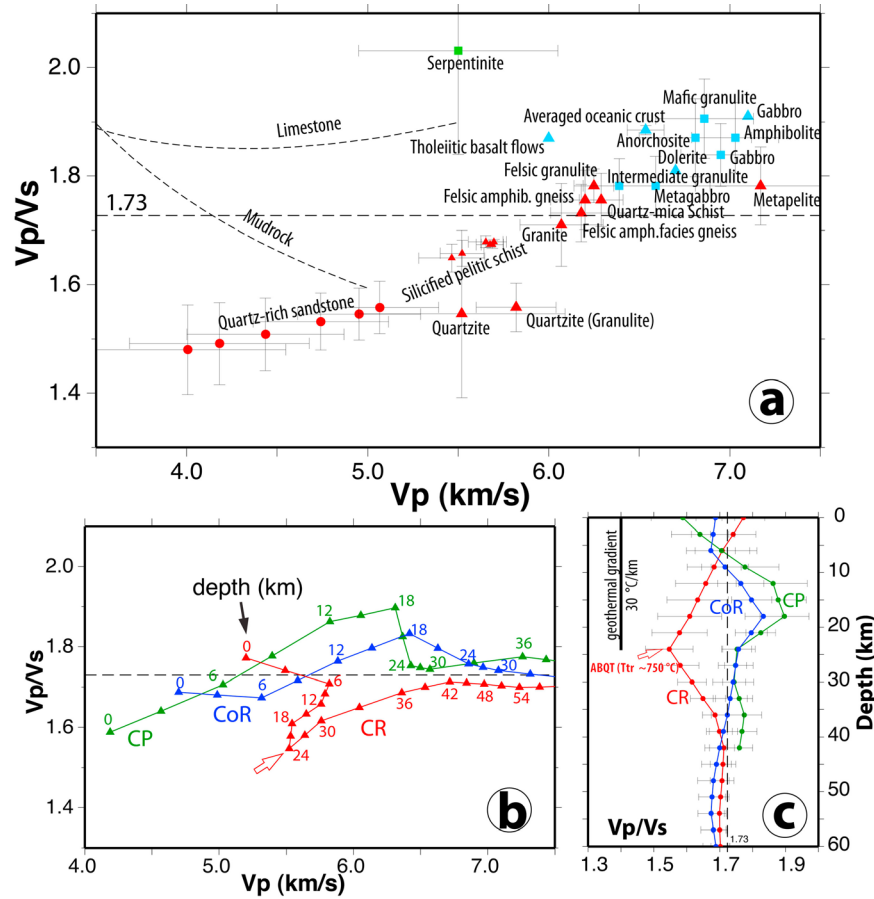 2.0
1.8
1.6
1.4
Vp/Vs
4.0
5.0
6.0
7.0
Vp (km/s)
1.73
Serpentinite
Limestone
Mudrock
Mafic granulite
Averaged oceanic crust
Gabbro
Tholeiitic basalt flows
Anorchosite
Amphibolite
Dolerite
Gabbro
Felsic granulite
Intermediate granulite
Felsic amphib. gneiss
Metagabbro
Metapelite
Quartz-mica Schist
Granite
Felsic amph.facies gneiss
Silicified pelitic schist
Quartz-rich sandstone
Quartzite
Quartzite (Granulite)
a
2.0
1.8
1.6
1.4
Vp/Vs
4.0
5.0
6.0
7.0
Vp (km/s)
depth (km)
0
6
12
18
24
30
36
CP
0
6
12
18
24
30
CoR
0
6
12
18
24
30
36
42
48
54
CR
b
0
10
20
30
40
50
60
Depth (km)
geothermal gradient
30 °C/km
CoR
CP
ABQT (Ttr ~750 °C)
CR
Vp/Vs
1.73
c
1.3
1.5
1.7
1.9